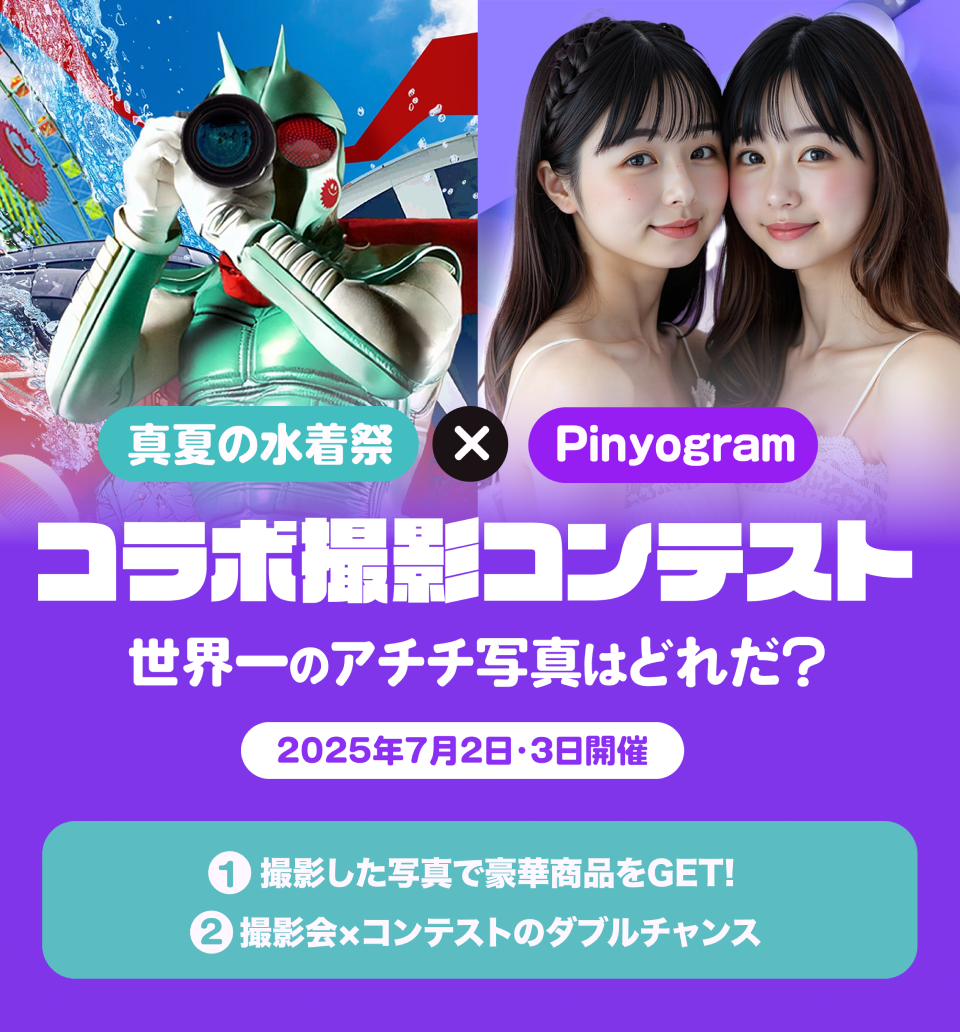 真夏の水着祭 × Pinyogram
コラボ撮影コンテスト
世界一のアチチ写真はどれだ?
2025年7月2日・3日開催
1 撮影した写真で豪華商品をGET!
2 撮影会×コンテストのダブルチャンス